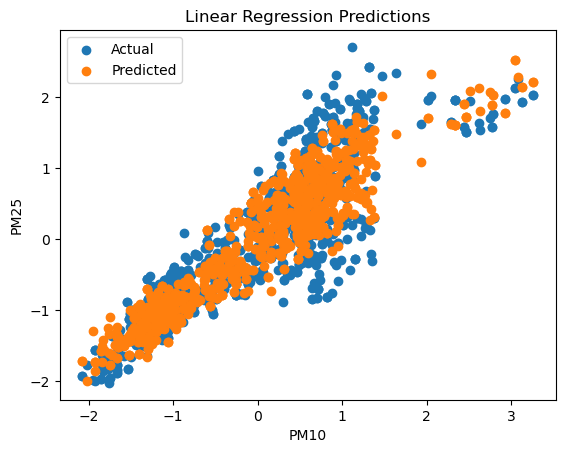 Linear Regression Predictions
Actual
Predicted
PM25
2
1
0
−1
−2
−2
−1
0
1
2
3
PM10